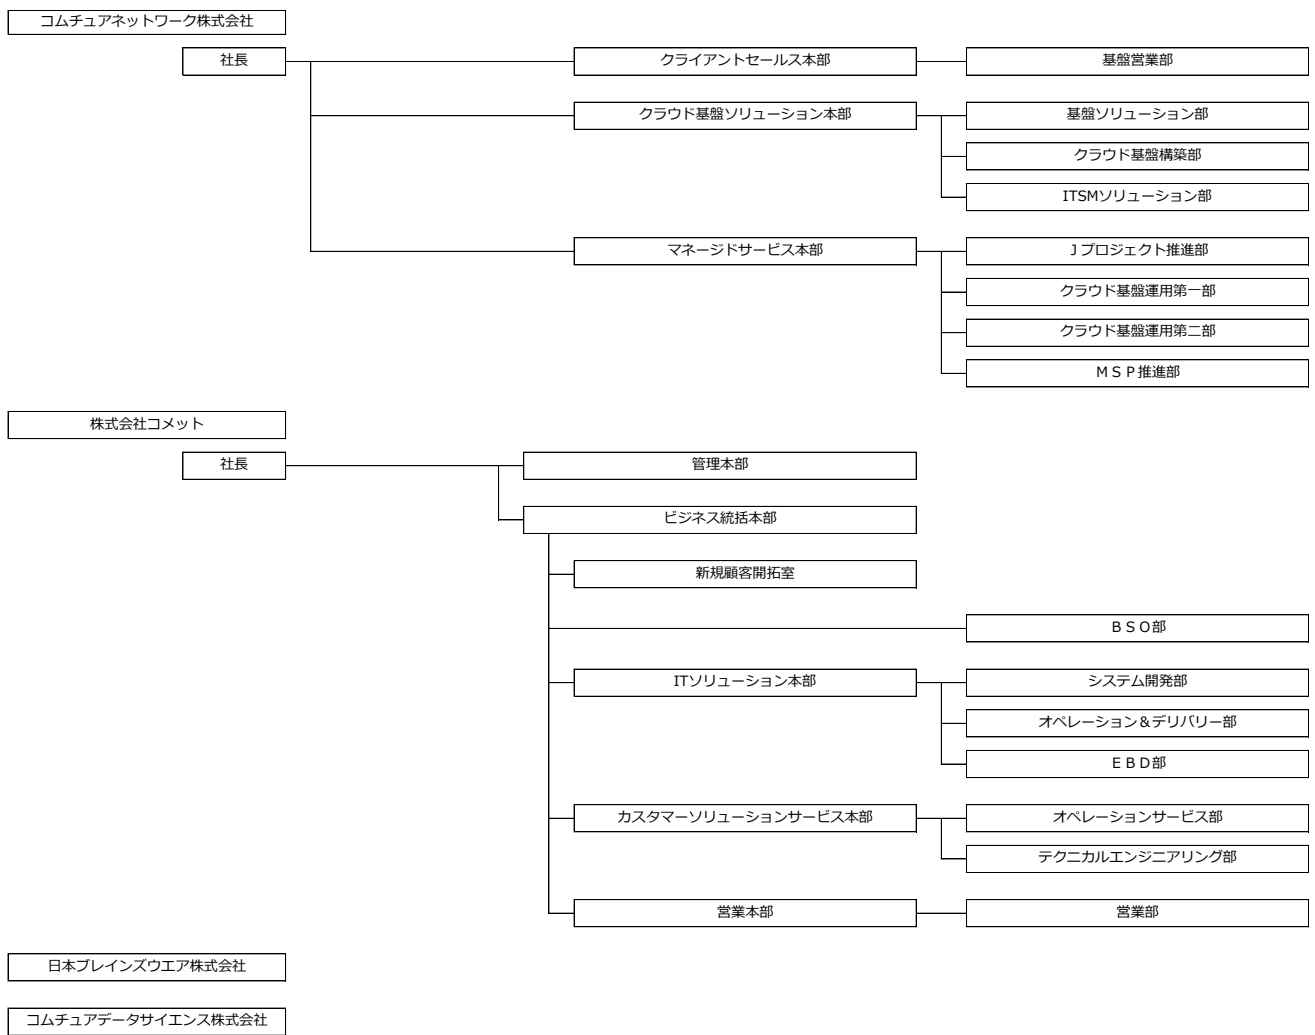 コムチュアネットワーク株式会社
社長
クライアントセールス本部
基盤営業部
クラウド基盤ソリューション本部
基盤ソリューション部
クラウド基盤構築部
ITSMソリューション部
マネージドサービス本部
Ｊプロジェクト推進部
クラウド基盤運用第一部
クラウド基盤運用第二部
ＭＳＰ推進部
株式会社コメット
社長
管理本部
ビジネス統括本部
新規顧客開拓室
ＢＳＯ部
ITソリューション本部
システム開発部
オペレーション＆デリバリー部
ＥＢＤ部
カスタマーソリューションサービス本部
オペレーションサービス部
テクニカルエンジニアリング部
営業本部
営業部
日本ブレインズウエア株式会社
コムチュアデータサイエンス株式会社